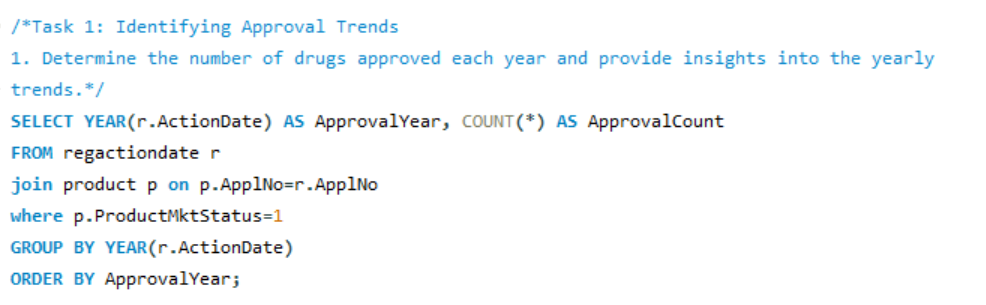 /*Task 1: Identifying Approval Trends
1. Determine the number of drugs approved each year and provide insights into the yearly
trends.*/
SELECT YEAR(r.ActionDate) AS ApprovalYear, COUNT(*) AS ApprovalCount
FROM regactiondate r
join product p on p.ApplNo=r.ApplNo
where p.ProductMktStatus=1
GROUP BY YEAR(r.ActionDate)
ORDER BY ApprovalYear;